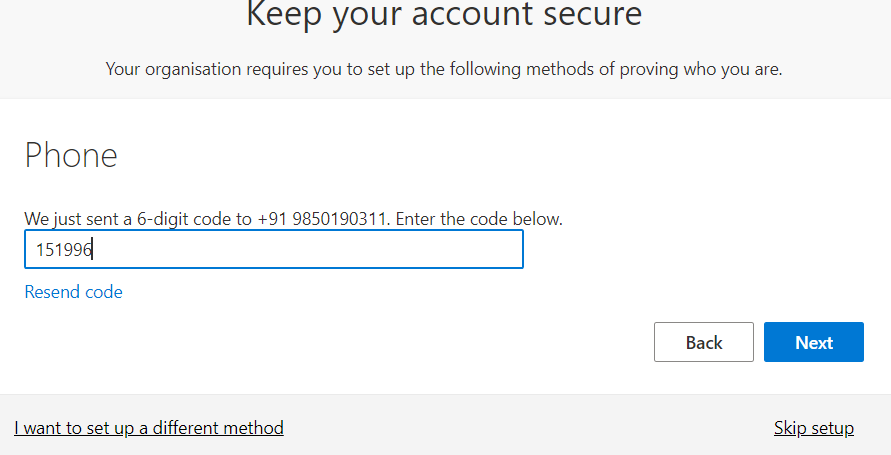 Keep your account secure
Your organisation requires you to set up the following methods of proving who you are.
Phone
We just sent a 6-digit code to +91 9850190311. Enter the code below.
151996
Resend code
Back
Next
I want to set up a different method
Skip setup